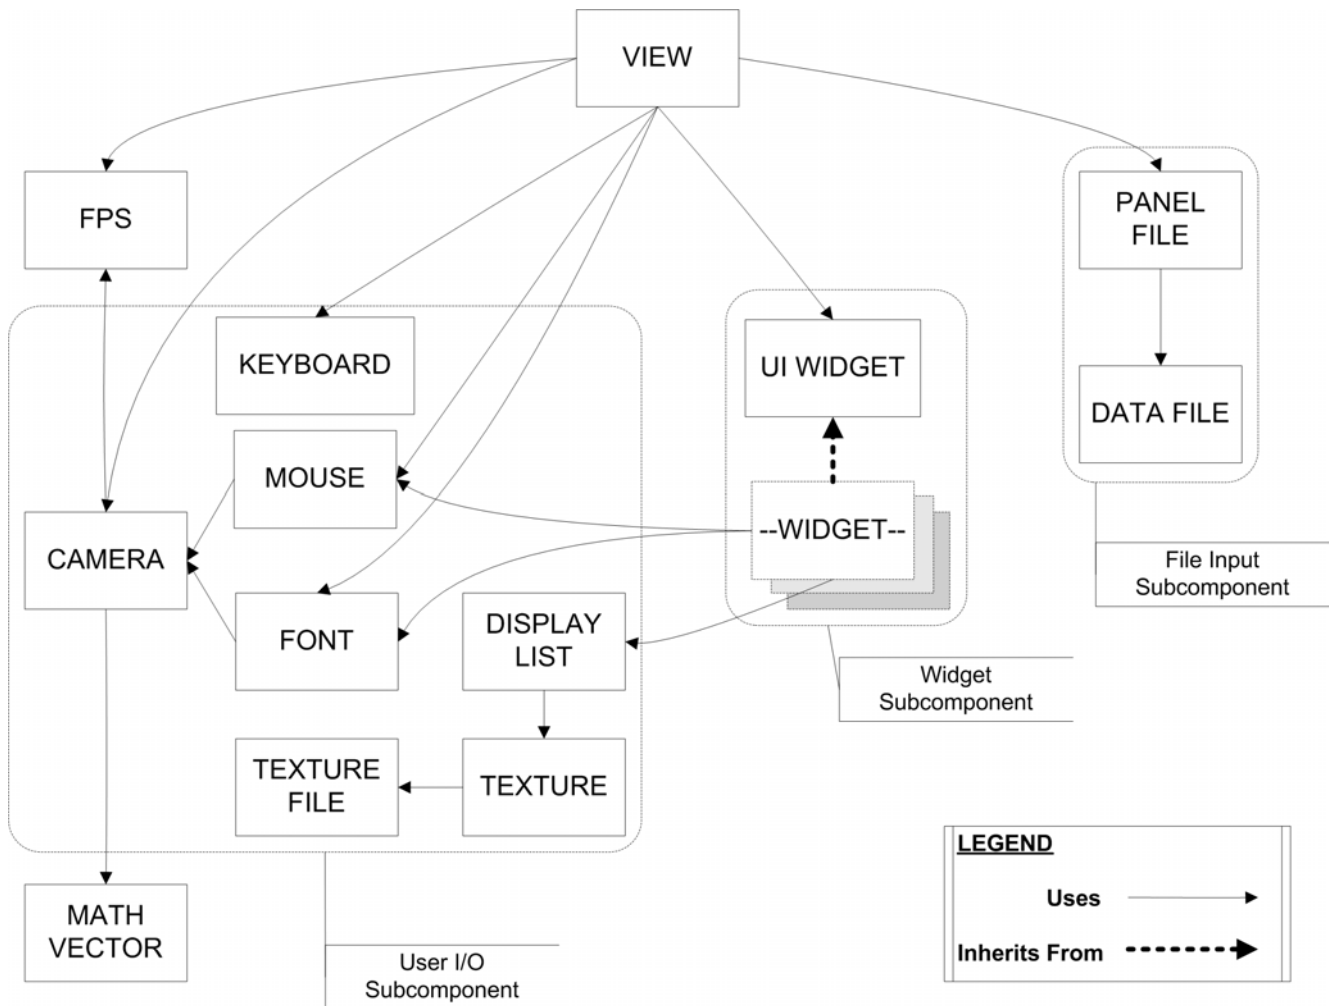 VIEW
FPS
PANEL
FILE
KEYBOARD
UI WIDGET
DATA FILE
MOUSE
CAMERA
--WIDGET--
File Input
Subcomponent
FONT
DISPLAY
LIST
Widget
Subcomponent
TEXTURE
FILE
TEXTURE
LEGEND
Uses
Inherits From
MATH
VECTOR
User I/O
Subcomponent